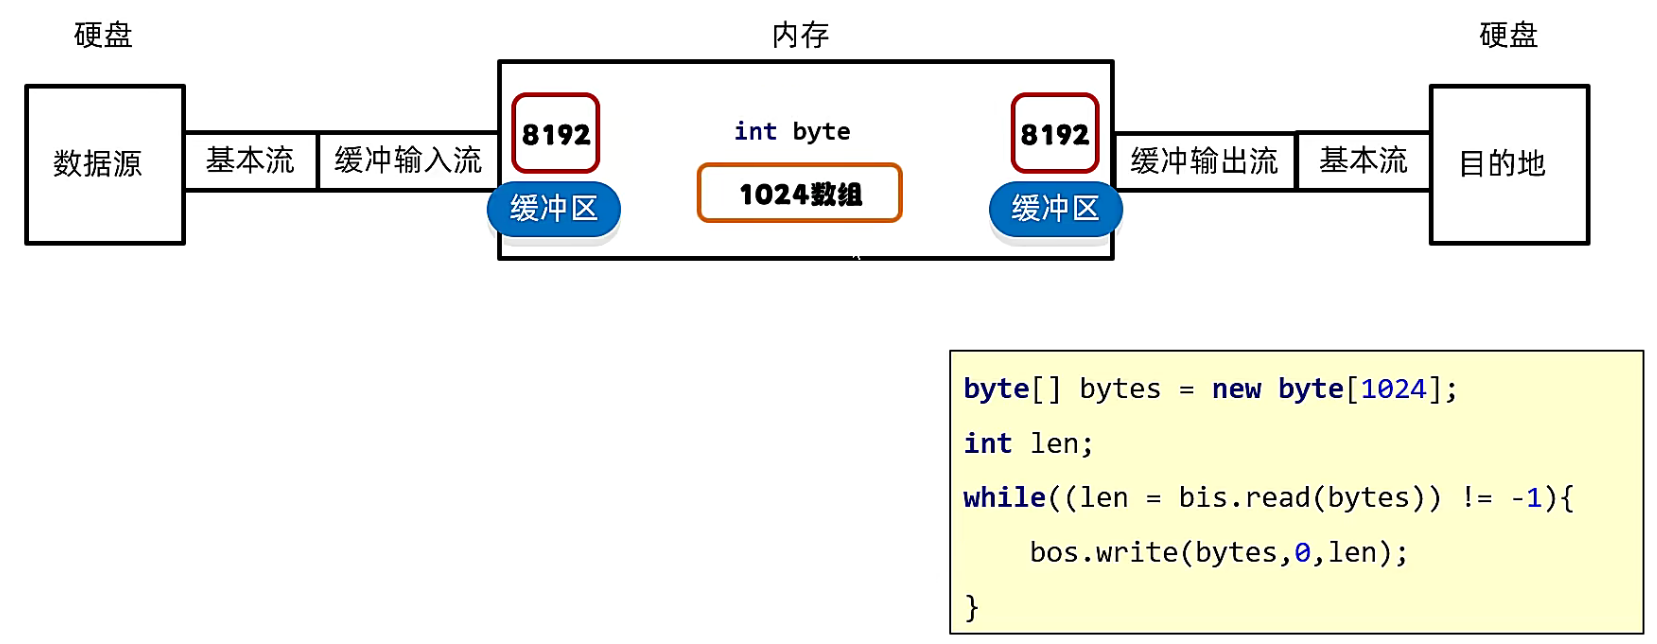 硬盘
内存
硬盘
数据源
基本流
缓冲输入流
8192
缓冲区
int byte
1024数组
8192
缓冲区
缓冲输出流
基本流
目的地
byte[] bytes = new byte[1024];
int len;
while((len = bis.read(bytes)) != -1){
    bos.write(bytes,0,len);
}